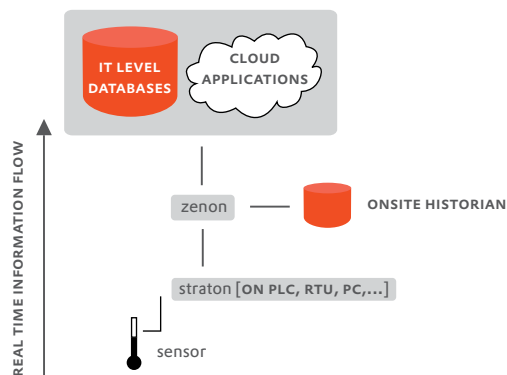 IT LEVEL
DATABASES
CLOUD
APPLICATIONS
REAL TIME INFORMATION FLOW
zenon
ONSITE HISTORIAN
straton [ON PLC, RTU, PC,...]
sensor